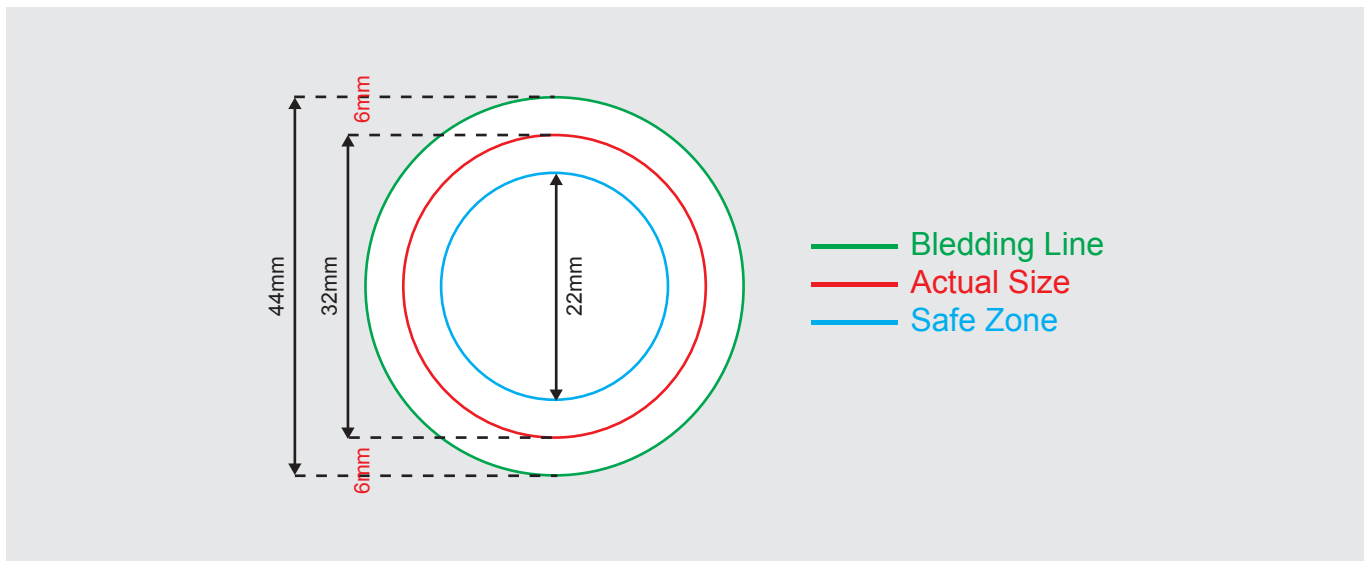 6mm
44mm
32mm
22mm
6mm
Bledding Line
Actual Size
Safe Zone